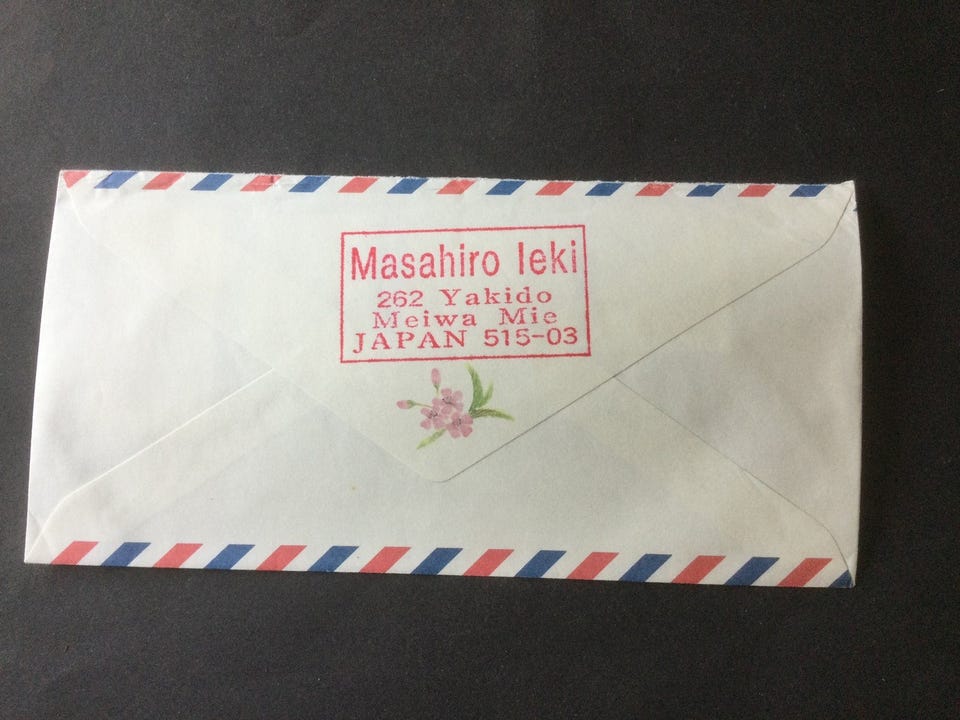 Masahiro Ieki
262 Yakido
Meiwa Mie
JAPAN 515-03